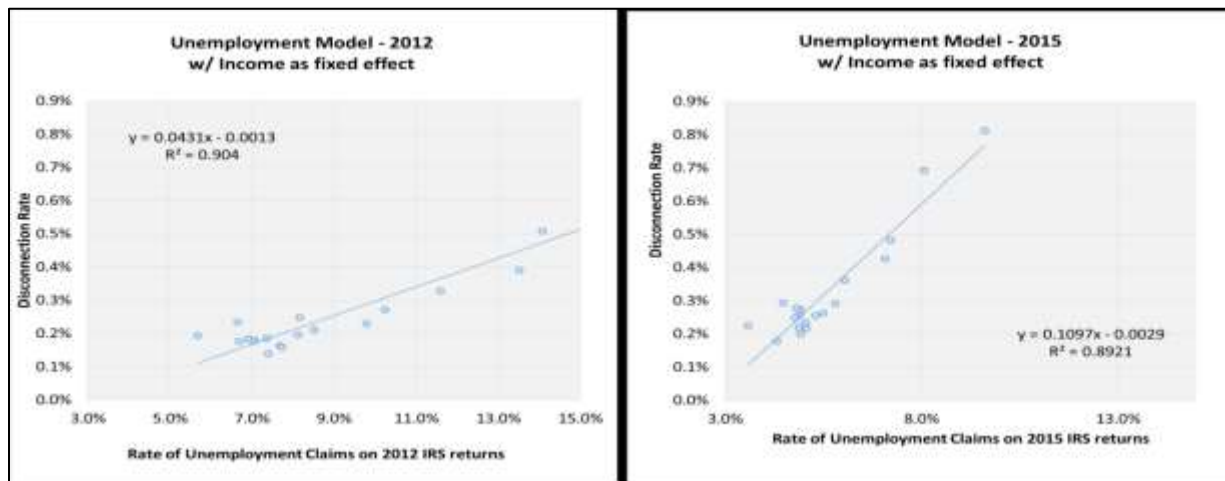 Unemployment Model - 2012
w/ Income as fixed effect
0.9%
0.8%
0.7%
0.6%
0.5%
0.4%
0.3%
0.2%
0.1%
0.0%
y = 0.0431x - 0.0013
R² = 0.904
Disconnection Rate
3.0% 5.0% 7.0% 9.0% 11.0% 13.0% 15.0%
Rate of Unemployment Claims on 2012 IRS returns
Unemployment Model - 2015
w/ Income as fixed effect
0.9%
0.8%
0.7%
0.6%
0.5%
0.4%
0.3%
0.2%
0.1%
0.0%
Disconnection Rate
y = 0.1097x - 0.0029
R² = 0.8921
3.0% 8.0% 13.0%
Rate of Unemployment Claims on 2015 IRS returns